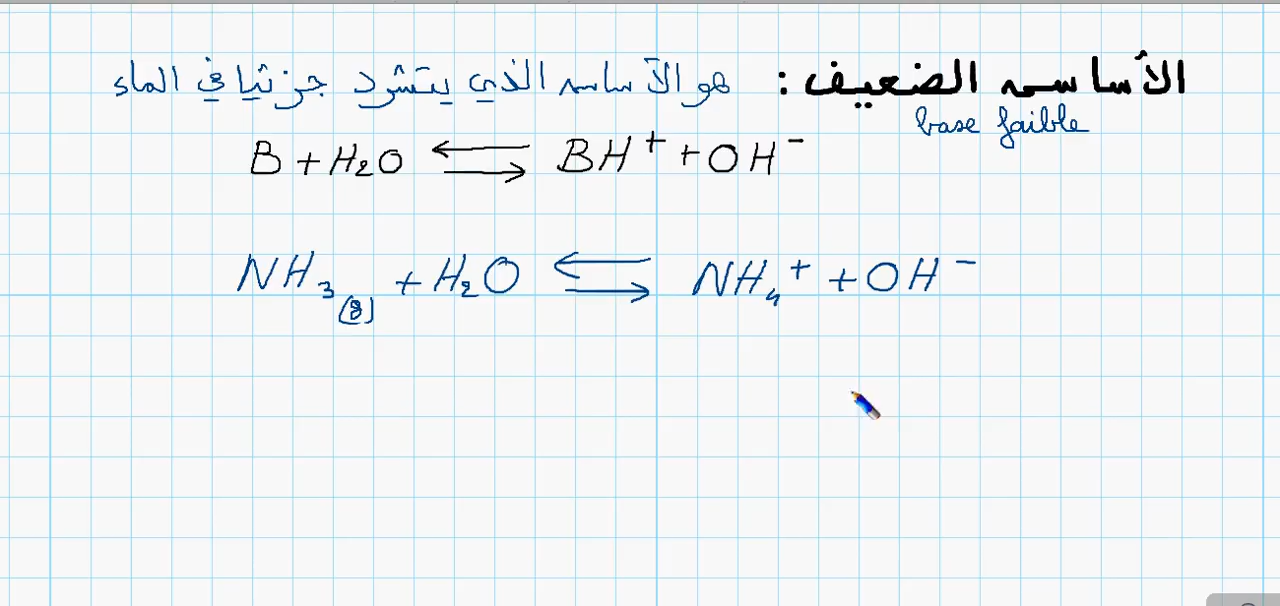 الأساس الضعيف : هو الأساس الذي يتشرد جزئيا في الماء
base faible
B + H₂O ⇌ BH⁺ + OH⁻
NH₃(g) + H₂O ⇌ NH₄⁺ + OH⁻